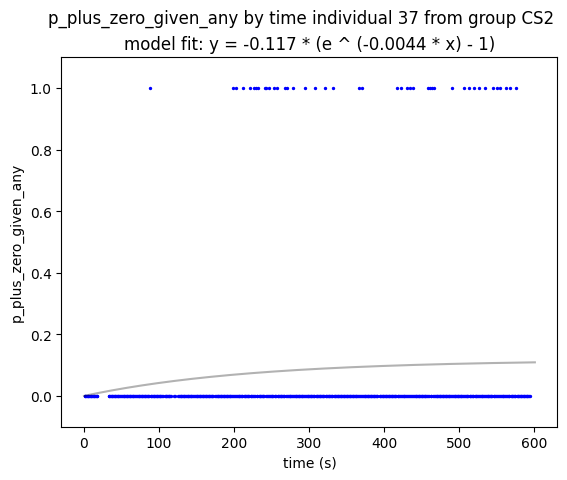 p_plus_zero_given_any by time individual 37 from group CS2
model fit: y = -0.117 * (e ^ (-0.0044 * x) - 1)
1.0
0.8
0.6
0.4
0.2
0.0
p_plus_zero_given_any
0 100 200 300 400 500 600
time (s)